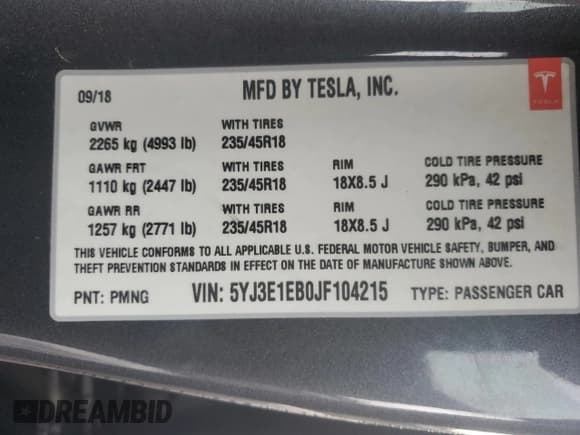 09/18 MFD BY TESLA, INC.
TESLA
GVWR WITH TIRES
2265 kg (4993 lb) 235/45R18
GAWR FRT WITH TIRES RIM COLD TIRE PRESSURE
1110 kg (2447 lb) 235/45R18 18X8.5 J 290 kPa, 42 psi
GAWR RR WITH TIRES RIM COLD TIRE PRESSURE
1257 kg (2771 lb) 235/45R18 18X8.5 J 290 kPa, 42 psi
THIS VEHICLE CONFORMS TO ALL APPLICABLE U.S. FEDERAL MOTOR VEHICLE SAFETY, BUMPER, AND
THEFT PREVENTION STANDARDS IN EFFECT ON THE DATE OF MANUFACTURE SHOWN ABOVE.
PNT: PMNG VIN: 5YJ3E1EB0JF104215 TYPE: PASSENGER CAR
DREAMBID